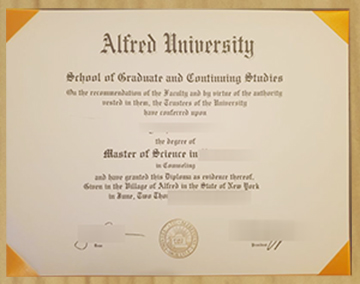 Alfred University
School of Graduate and Continuing Studies
On the recommendation of the Faculty and by virtue of the authority
vested in them, the Trustees of the University
have conferred upon
the degree of
Master of Science in
in Counseling
and have granted this Diploma as evidence thereof.
Given in the Village of Alfred in the State of New York
in June, Two Tho